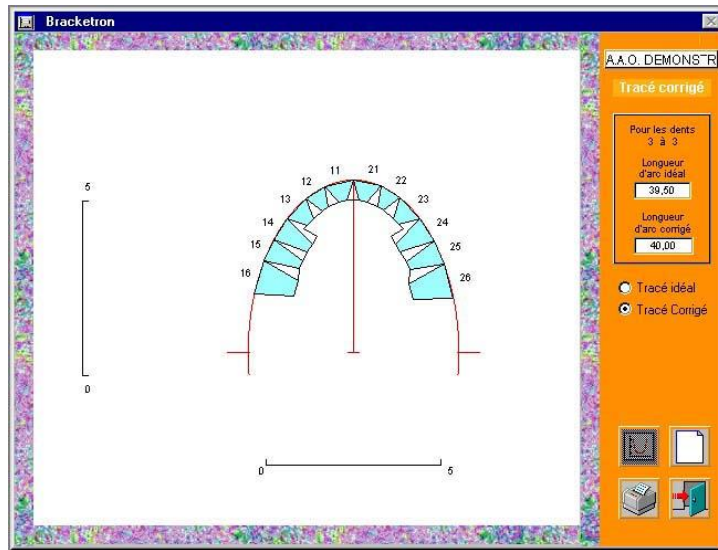 Bracketron
A.A.O. DEMONSTR
Tracé corrigé
Pour les dents
3 à 3
Longueur
d'arc idéal
39,50
Longueur
d'arc corrigé
40,00
Tracé idéal
Tracé Corrigé
5
0
11
21
12
22
13
23
14
24
15
25
16
26
0
5